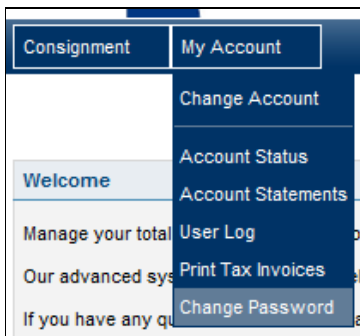 Consignment My Account
Change Account
Account Status
Welcome
Account Statements
Manage your total
User Log
Our advanced sys
Print Tax Invoices
If you have any qu
Change Password